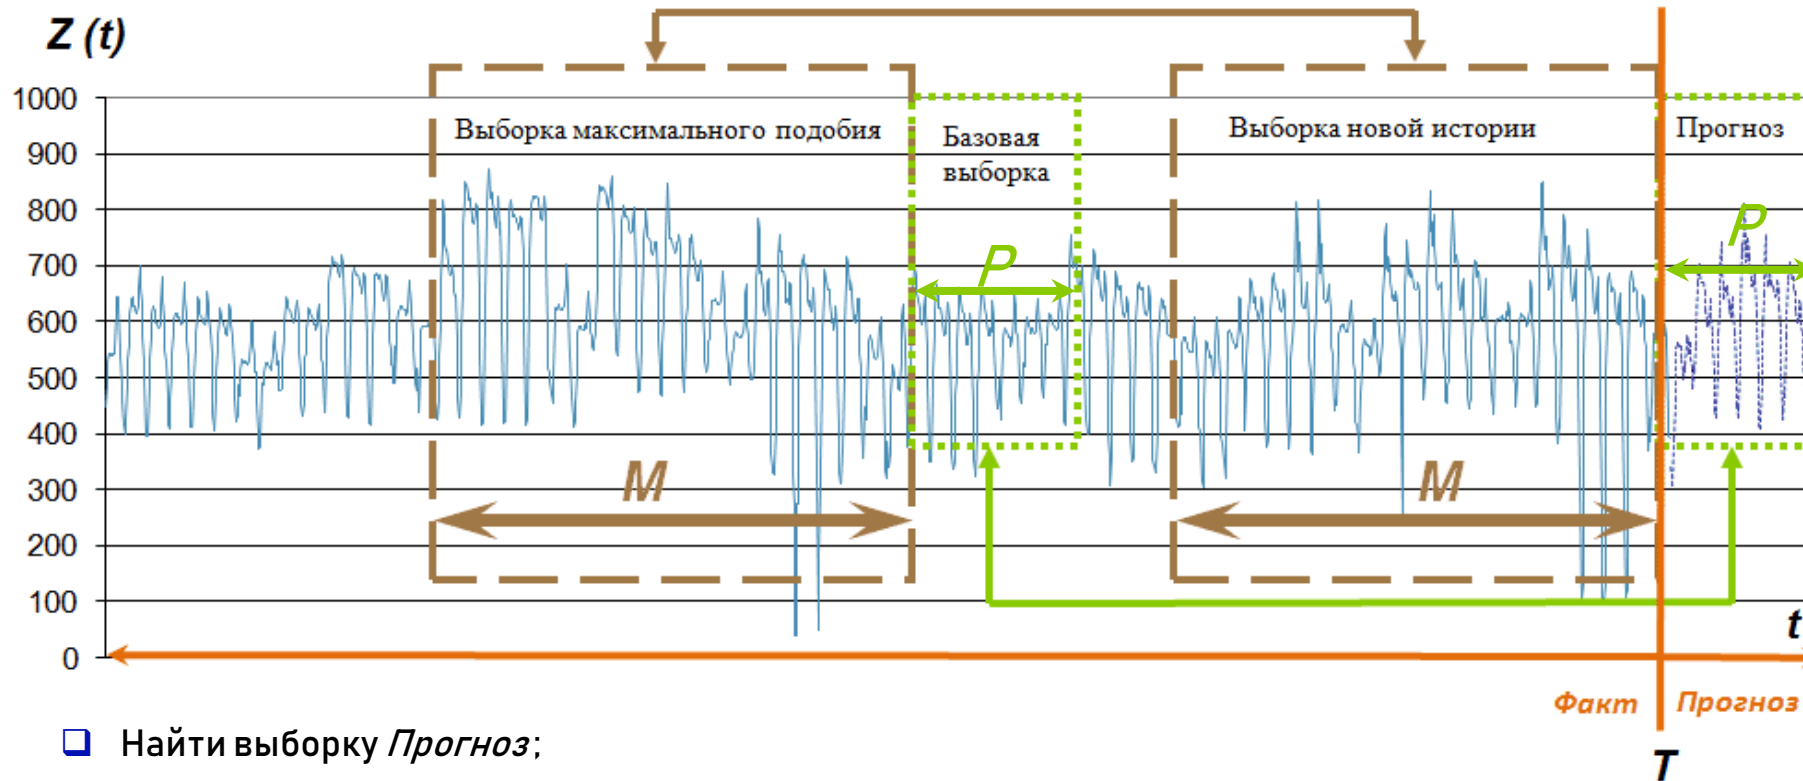 Z (t)
1000
900
800
700
600
500
400
300
200
100
0
Выборка максимального подобия
Базовая
выборка
Выборка новой истории
Прогноз
P
P
M
M
t
Факт
Прогноз
T
Найти выборку Прогноз;